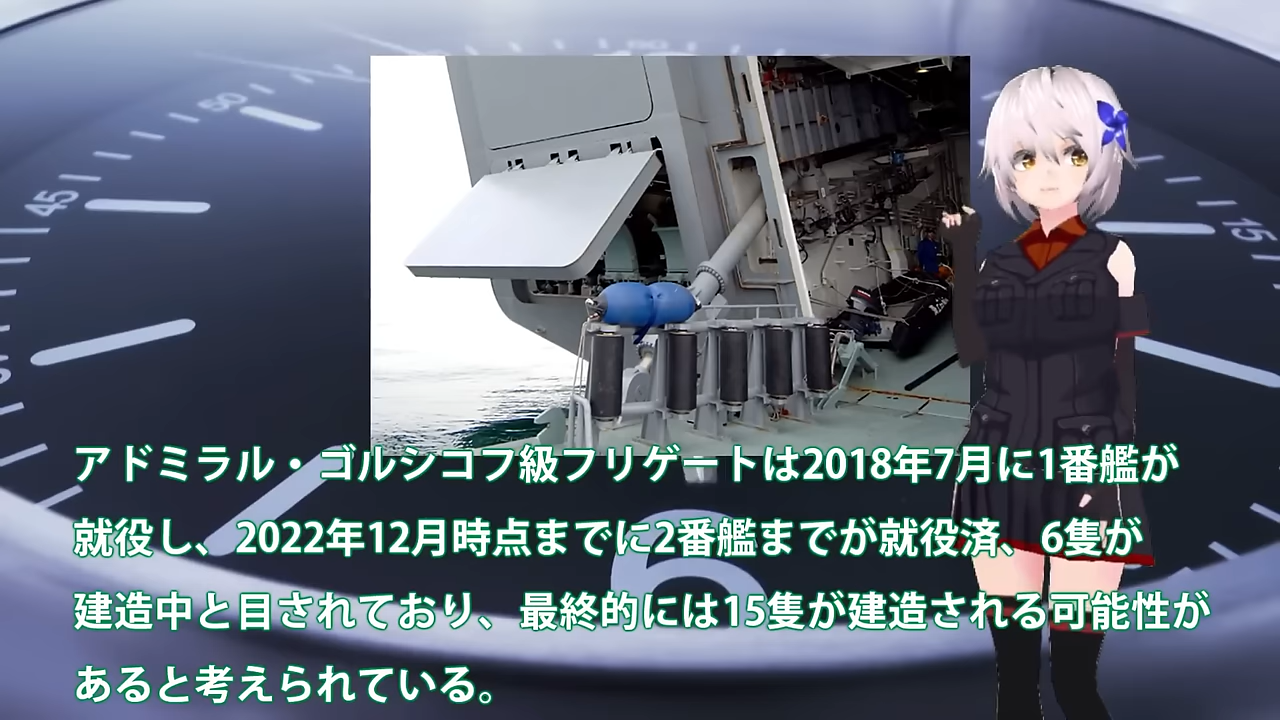 50
45
15
アドミラル・ゴルシコフ級フリゲートは2018年7月に1番艦が
就役し、2022年12月時点までに2番艦までが就役済、6隻が
建造中と目されており、最終的には15隻が建造される可能性が
あると考えられている。
6